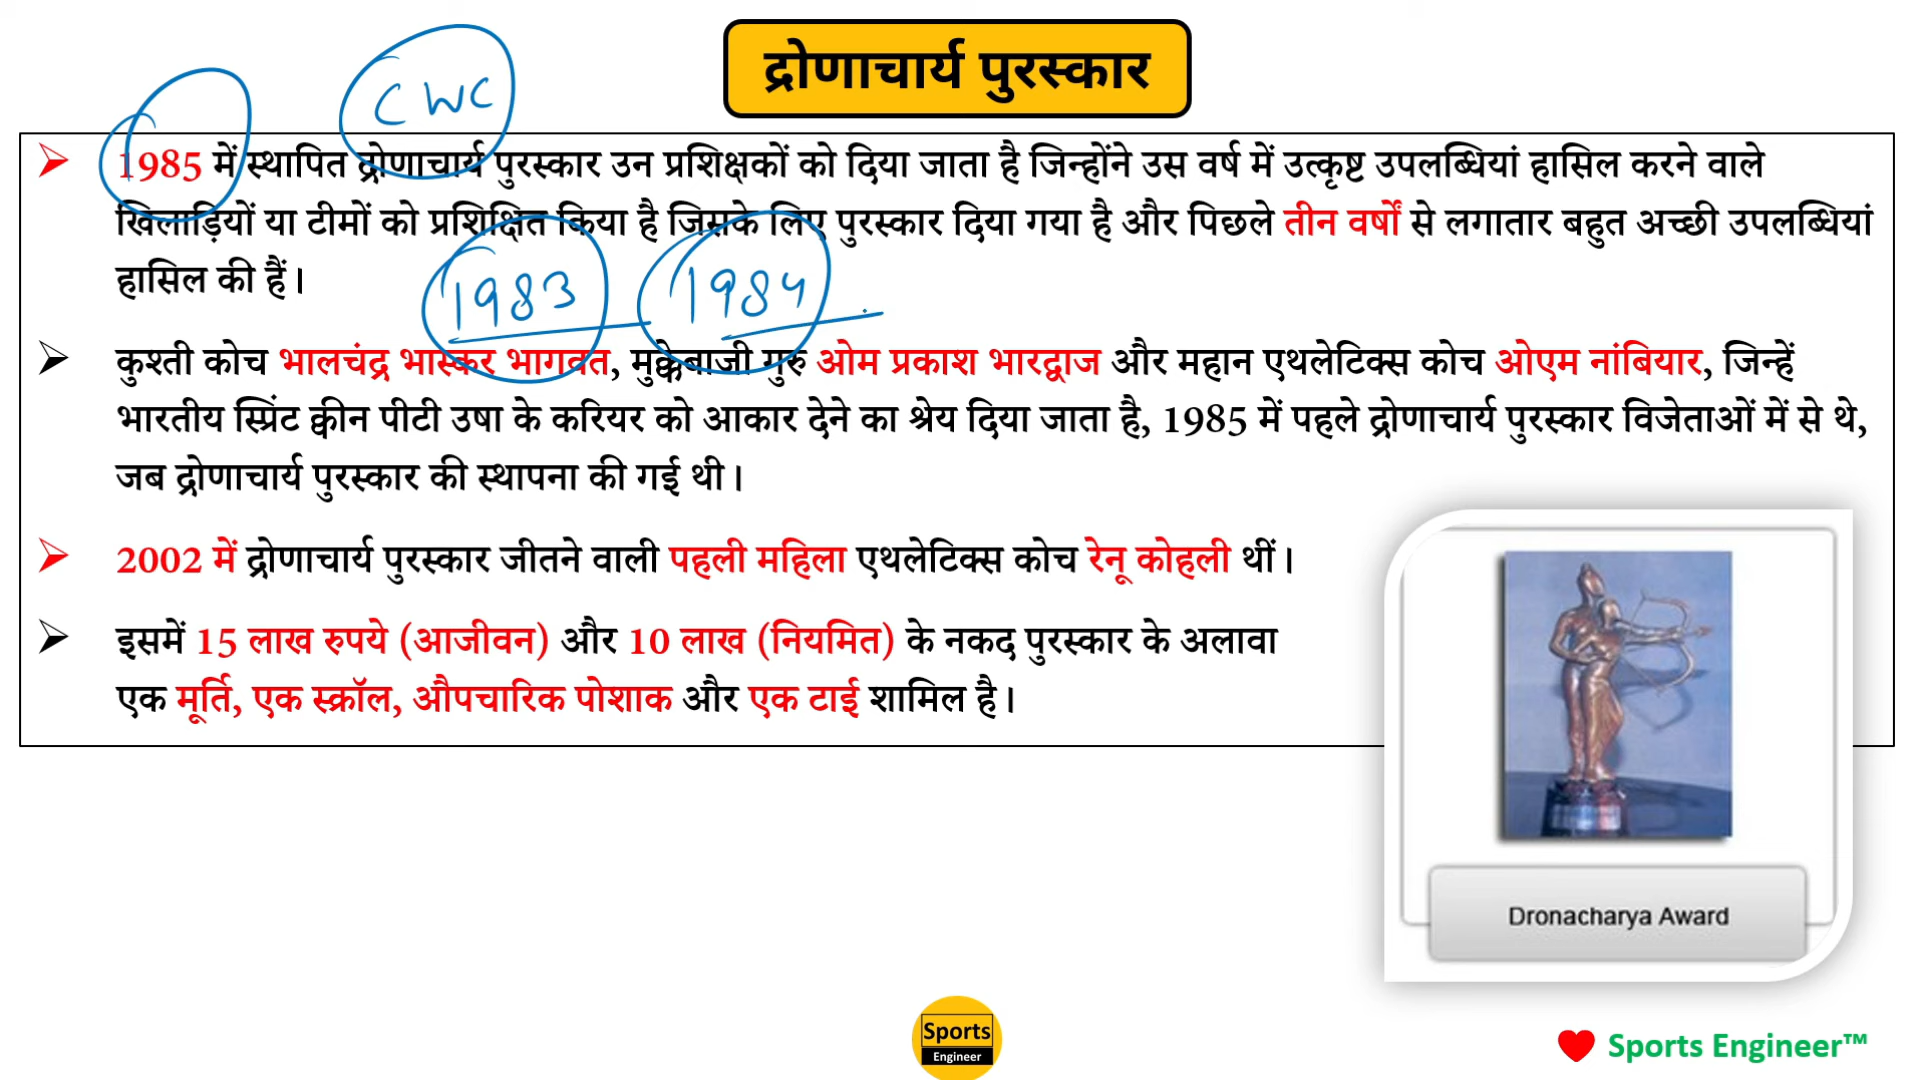 द्रोणाचार्य पुरस्कार
CWC
1985 में स्थापित द्रोणाचार्य पुरस्कार उन प्रशिक्षकों को दिया जाता है जिन्होंने उस वर्ष में उत्कृष्ट उपलब्धियां हासिल करने वाले
खिलाड़ियों या टीमों को प्रशिक्षित किया है जिसके लिए पुरस्कार दिया गया है और पिछले तीन वर्षों से लगातार बहुत अच्छी उपलब्धियां
हासिल की हैं।
1983 1984
कुश्ती कोच भालचंद्र भास्कर भागवत, मुक्केबाजी गुरु ओम प्रकाश भारद्वाज और महान एथलेटिक्स कोच ओएम नांबियार, जिन्हें
भारतीय स्प्रिंट क्वीन पीटी उषा के करियर को आकार देने का श्रेय दिया जाता है, 1985 में पहले द्रोणाचार्य पुरस्कार विजेताओं में से थे,
जब द्रोणाचार्य पुरस्कार की स्थापना की गई थी।
2002 में द्रोणाचार्य पुरस्कार जीतने वाली पहली महिला एथलेटिक्स कोच रेनू कोहली थीं।
इसमें 15 लाख रुपये (आजीवन) और 10 लाख (नियमित) के नकद पुरस्कार के अलावा
एक मूर्ति, एक स्क्रॉल, औपचारिक पोशाक और एक टाई शामिल है।
Dronacharya Award
Sports
Engineer
Sports Engineer™